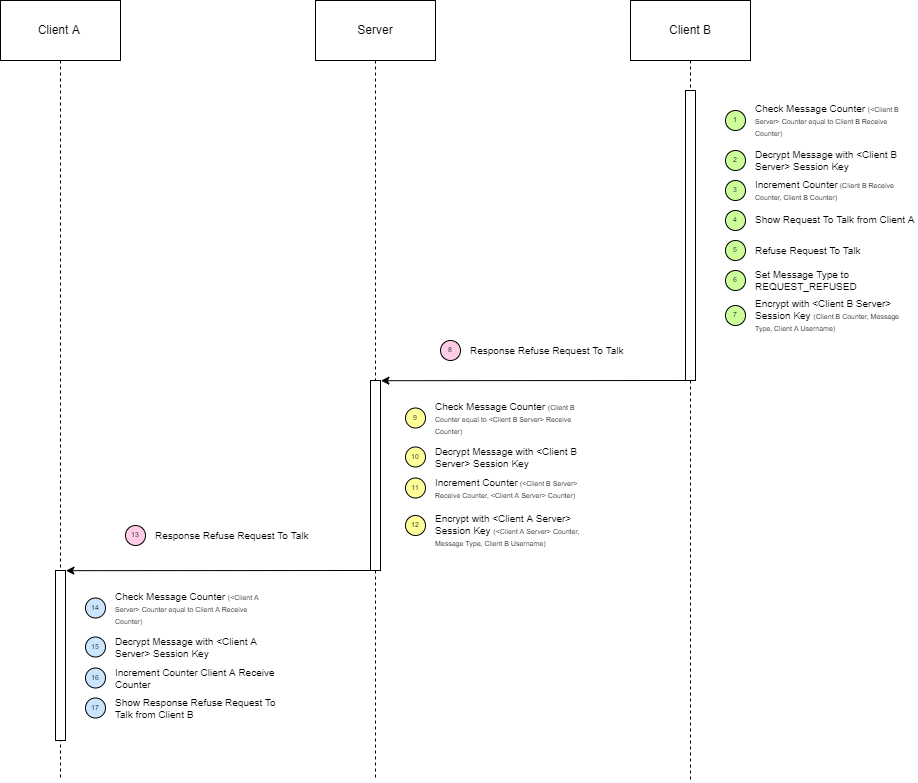 Client A
Server
Client B
1
Check Message Counter (<Client B
Server> Counter equal to Client B Receive
Counter)
2
Decrypt Message with <Client B
Server> Session Key
3
Increment Counter (Client B Receive
Counter, Client B Counter)
4
Show Request To Talk from Client A
5
Refuse Request To Talk
6
Set Message Type to
REQUEST_REFUSED
7
Encrypt with <Client B Server>
Session Key (Client B Counter, Message
Type, Client A Username)
8
Response Refuse Request To Talk
9
Check Message Counter (Client B
Counter equal to <Client B Server> Receive
Counter)
10
Decrypt Message with <Client B
Server> Session Key
11
Increment Counter (<Client B Server>
Receive Counter, <Client A Server> Counter)
12
Encrypt with <Client A Server>
Session Key (<Client A Server> Counter,
Message Type, Client B Username)
13
Response Refuse Request To Talk
14
Check Message Counter (<Client A
Server> Counter equal to Client A Receive
Counter)
15
Decrypt Message with <Client A
Server> Session Key
16
Increment Counter Client A Receive
Counter
17
Show Response Refuse Request To
Talk from Client B